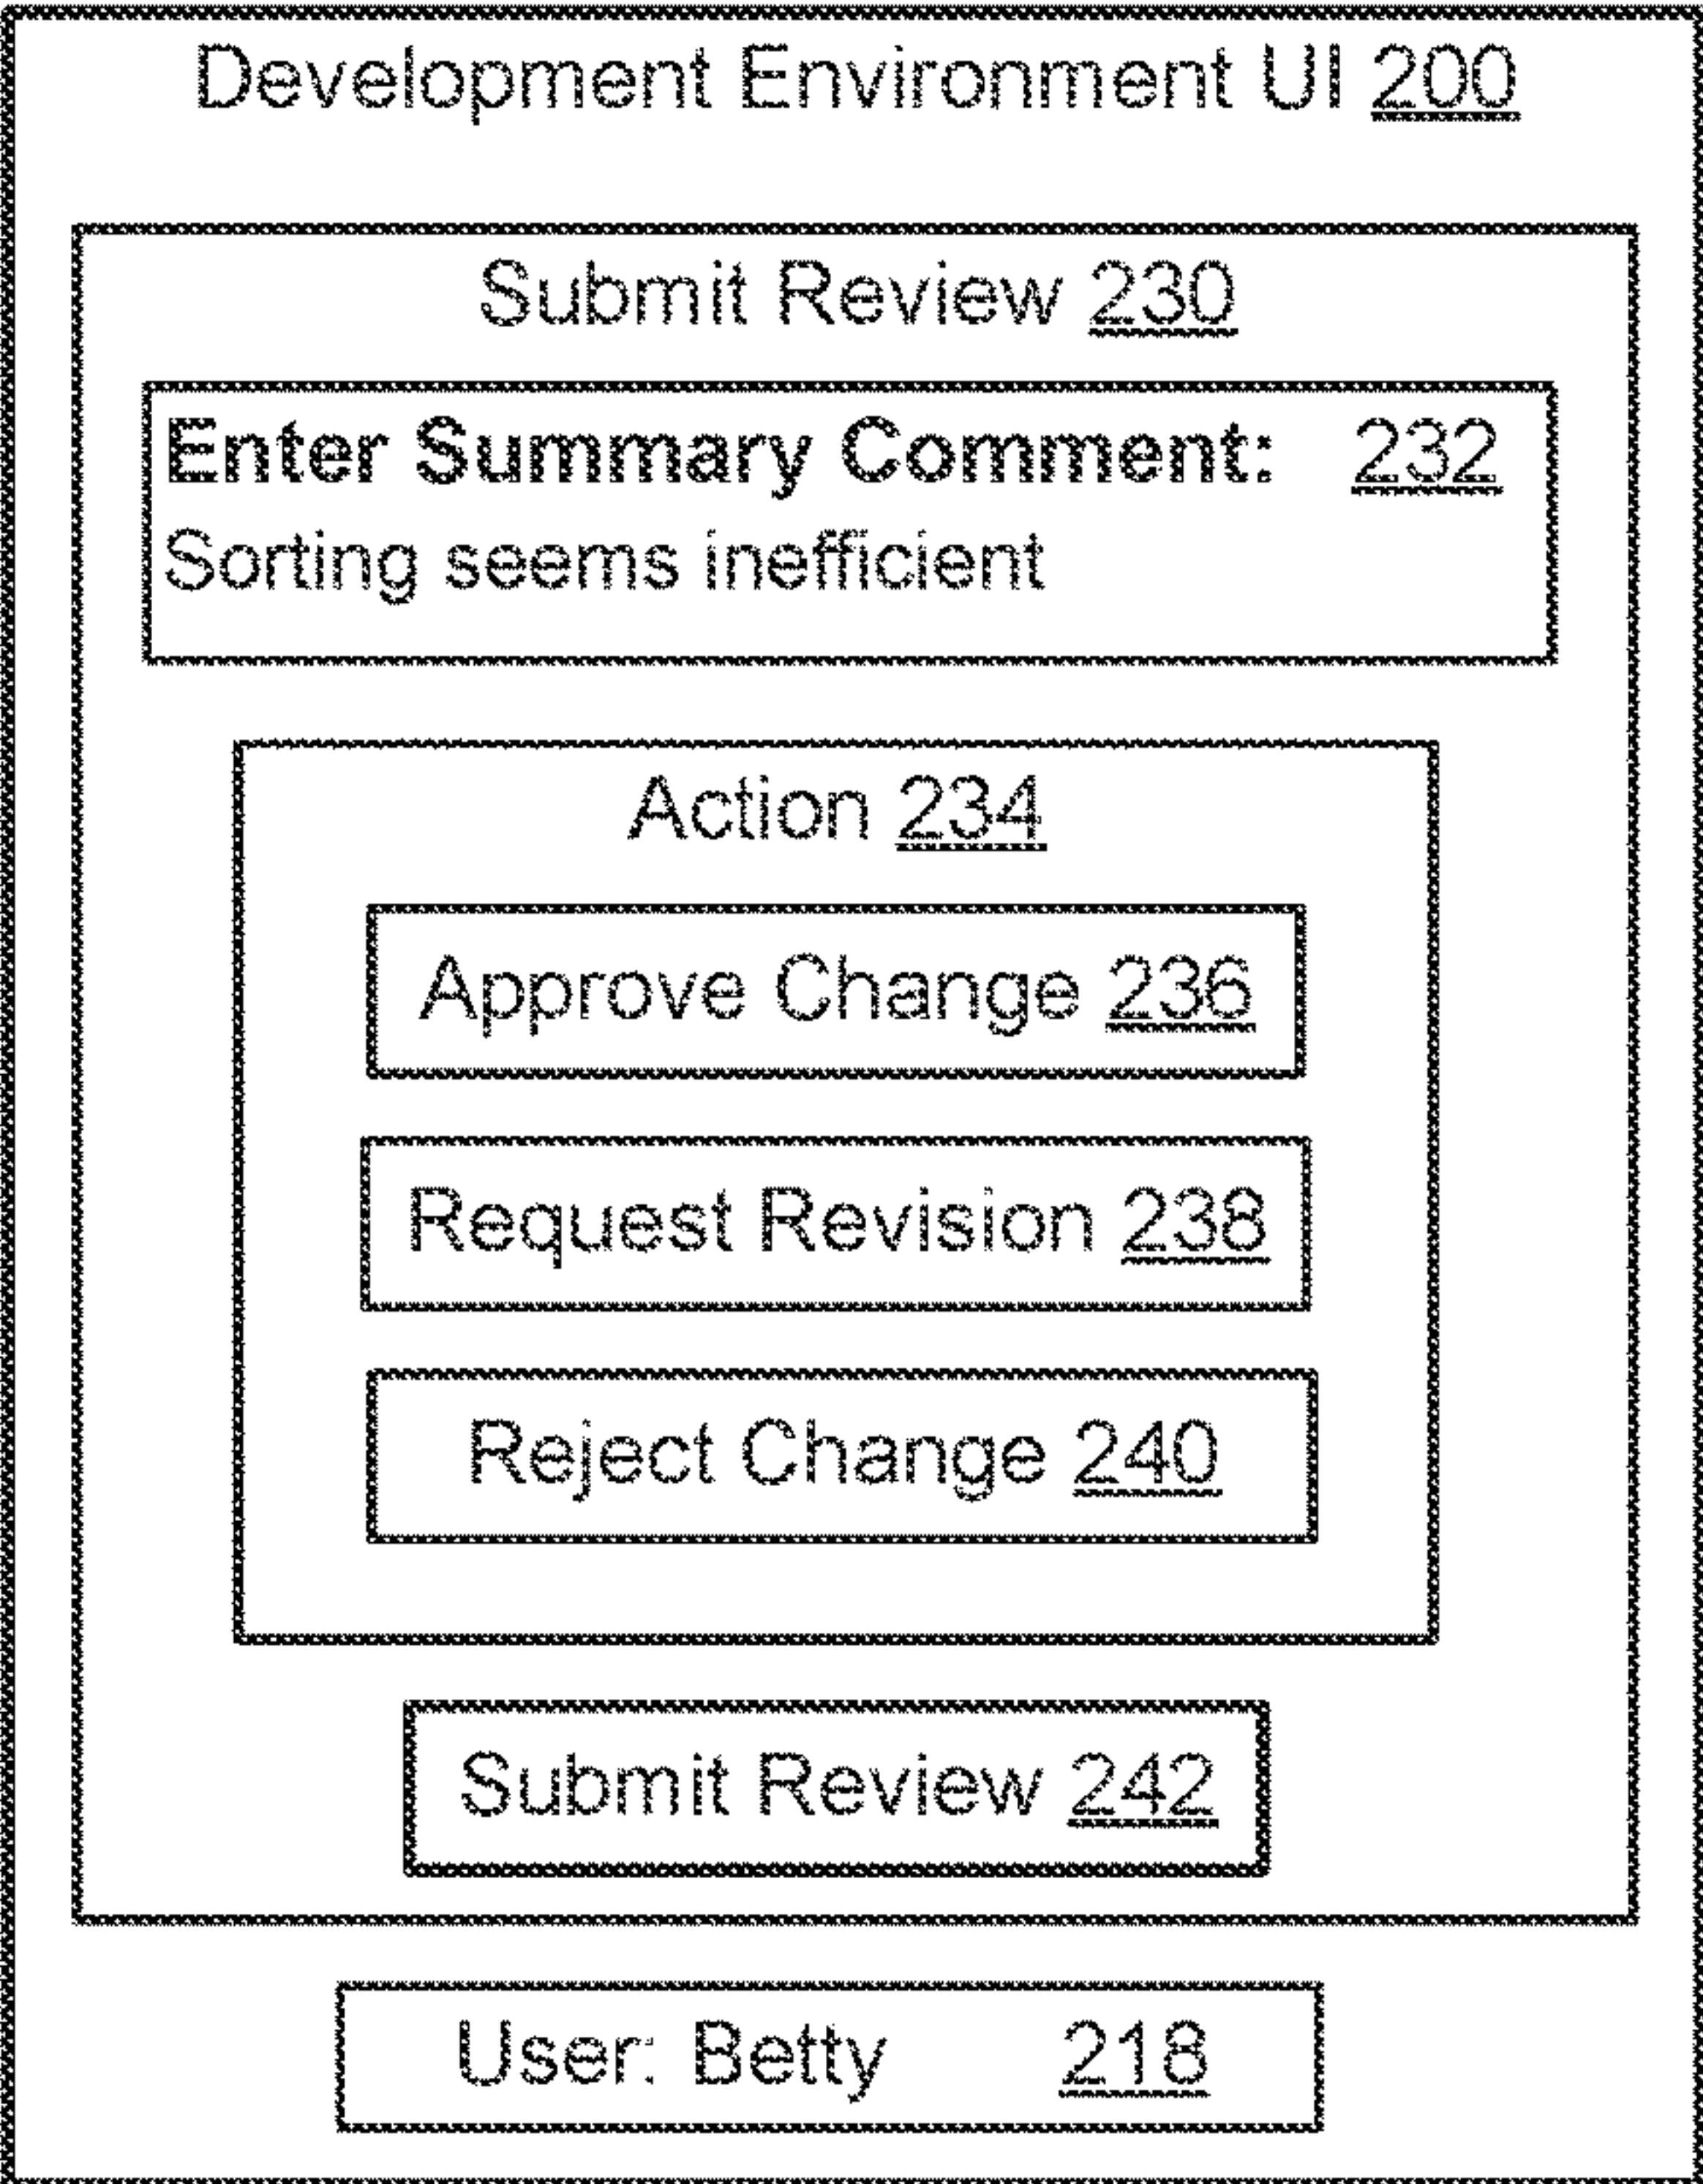 Development Environment UI 200
Submit Review 230
Enter Summary Comment: 232
Sorting seems inefficient
Action 234
Approve Change 236
Request Revision 238
Reject Change 240
Submit Review 242
User: Betty 218